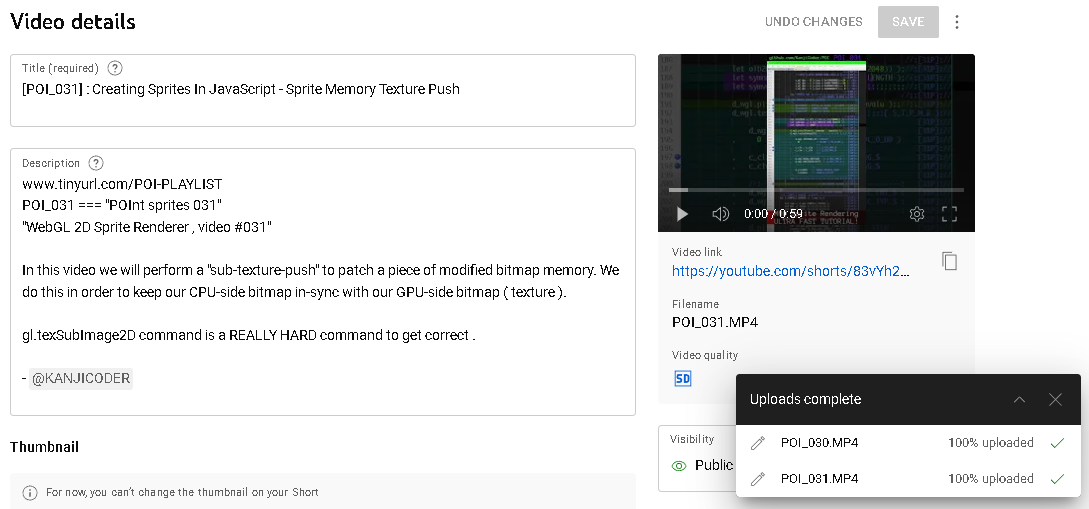 Video details
UNDO CHANGES
SAVE
Title (required)
[POI_031] : Creating Sprites In JavaScript - Sprite Memory Texture Push
Description
www.tinyurl.com/POI-PLAYLIST
POI_031 === "POInt sprites 031"
"WebGL 2D Sprite Renderer , video #031"
In this video we will perform a "sub-texture-push" to patch a piece of modified bitmap memory. We
do this in order to keep our CPU-side bitmap in-sync with our GPU-side bitmap ( texture ).
gl.texSubImage2D command is a REALLY HARD command to get correct .
- @KANJICODER
Thumbnail
For now, you can't change the thumbnail on your Short
0:00 / 0:59
Video link
https://youtube.com/shorts/83vYh2...
Filename
POI_031.MP4
Video quality
SD
Visibility
Public
Uploads complete
POI_030.MP4 100% uploaded
POI_031.MP4 100% uploaded